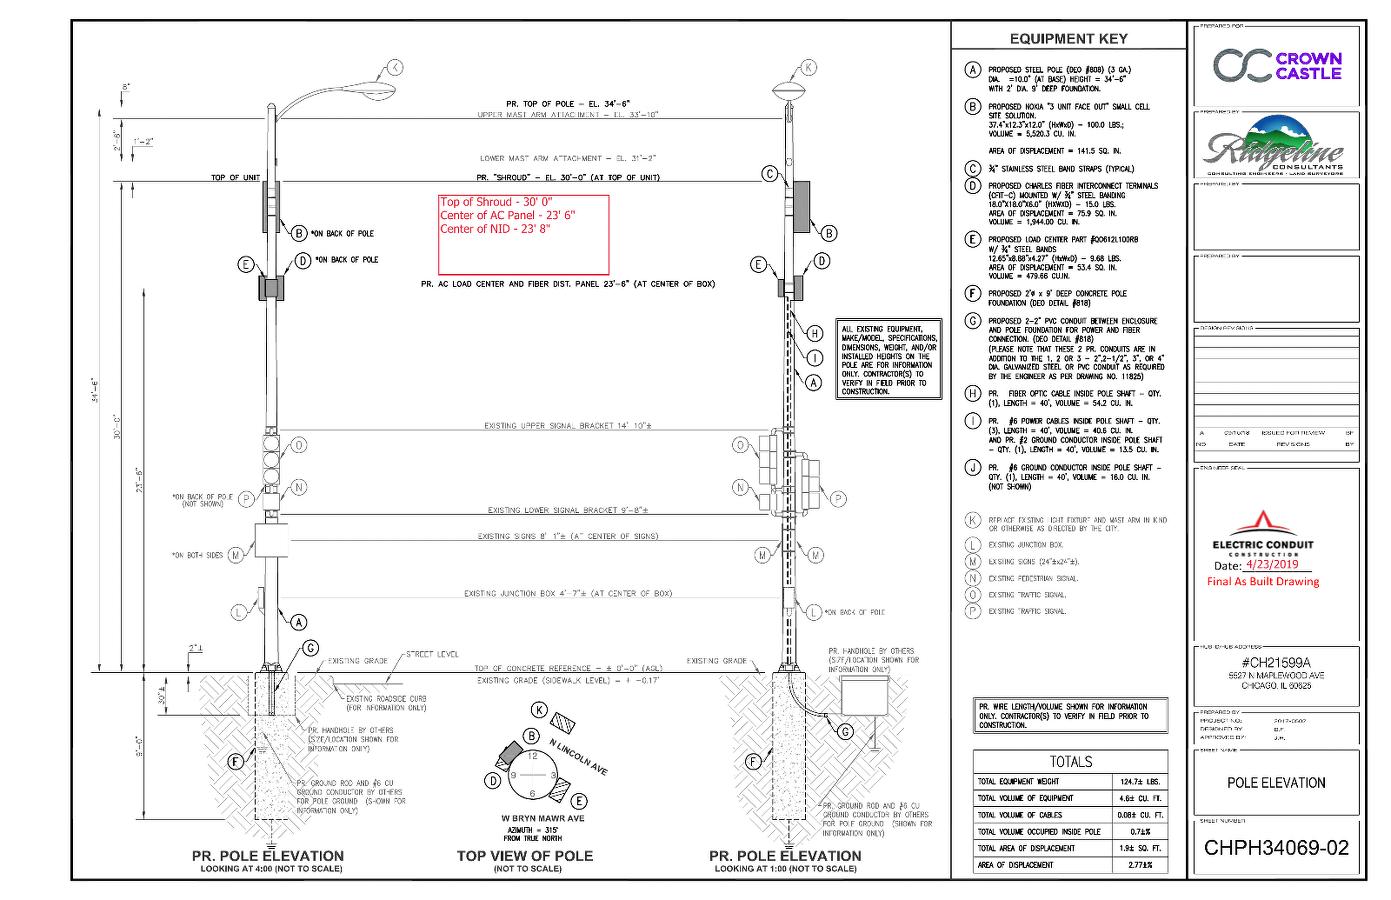 K
K
6"
PR. TOP OF POLE - EL. 34'-6"
UPPER MAST ARM ATTACHMENT - EL. 33'-10"
2'-8"
1'-2"
LOWER MAST ARM ATTACHMENT - EL. 31'-2"
TOP OF UNIT
PR. "SHROUD" - EL. 30'-0" (AT TOP OF UNIT)
C
Top of Shroud - 30' 0"
Center of AC Panel - 23' 6"
Center of NID - 23' 8"
B *ON BACK OF POLE
B
E
D *ON BACK OF POLE
E
D
PR. AC LOAD CENTER AND FIBER DIST. PANEL 23'-6" (AT CENTER OF BOX)
H
I
A
ALL EXISTING EQUIPMENT,
MAKE/MODEL, SPECIFICATIONS,
DIMENSIONS, WEIGHT, AND/OR
INSTALLED HEIGHTS ON THE
POLE ARE FOR INFORMATION
ONLY. CONTRACTOR(S) TO
VERIFY IN FIELD PRIOR TO
CONSTRUCTION.
34'-6"
30'-0"
23'-6"
EXISTING UPPER SIGNAL BRACKET 14' 10"±
O
O
N
N
*ON BACK OF POLE
(NOT SHOWN)
P
P
EXISTING LOWER SIGNAL BRACKET 9'-8"±
EXISTING SIGNS 8' 1"± (AT CENTER OF SIGNS)
*ON BOTH SIDES
M
M
M
EXISTING JUNCTION BOX 4'-7"± (AT CENTER OF BOX)
L
L *ON BACK OF POLE
A
G
2"±
EXISTING GRADE
STREET LEVEL
TOP OF CONCRETE REFERENCE - ± 0'-0" (AGL)
EXISTING GRADE (SIDEWALK LEVEL) = ± -0.17'
EXISTING GRADE
PR. HANDHOLE BY OTHERS
(SIZE/LOCATION SHOWN FOR
INFORMATION ONLY)
30"±
EXISTING ROADSIDE CURB
(FOR INFORMATION ONLY)
PR. HANDHOLE BY OTHERS
(SIZE/LOCATION SHOWN FOR
INFORMATION ONLY)
G
F
F
PR. GROUND ROD AND #6 CU
GROUND CONDUCTOR BY OTHERS
FOR POLE GROUND (SHOWN FOR
INFORMATION ONLY)
PR. GROUND ROD AND #6 CU
GROUND CONDUCTOR BY OTHERS
FOR POLE GROUND (SHOWN FOR
INFORMATION ONLY)
K
B
N LINCOLN AVE
12
9
3
6
D
E
W BRYN MAWR AVE
AZIMUTH = 315°
FROM TRUE NORTH
PR. POLE ELEVATION
LOOKING AT 4:00 (NOT TO SCALE)
TOP VIEW OF POLE
(NOT TO SCALE)
PR. POLE ELEVATION
LOOKING AT 1:00 (NOT TO SCALE)
EQUIPMENT KEY
A PROPOSED STEEL POLE (DEO #808) (3 GA.)
DIA. =10.0" (AT BASE) HEIGHT = 34'-6"
WITH 2' DIA. 9' DEEP FOUNDATION.
B PROPOSED NOKIA "3 UNIT FACE OUT" SMALL CELL
SITE SOLUTION.
37.4"x12.3"x12.0" (HxWxD) - 100.0 LBS.;
VOLUME = 5,520.3 CU. IN.
AREA OF DISPLACEMENT = 141.5 SQ. IN.
C ¾" STAINLESS STEEL BAND STRAPS (TYPICAL)
D PROPOSED CHARLES FIBER INTERCONNECT TERMINALS
(CFIT-C) MOUNTED W/ ¾" STEEL BANDING
18.0"X18.0"X6.0" (HXWXD) - 15.0 LBS.
AREA OF DISPLACEMENT = 75.9 SQ. IN.
VOLUME = 1,944.00 CU. IN.
E PROPOSED LOAD CENTER PART #QO612L100RB
W/ ¾" STEEL BANDS
12.65"x8.88"x4.27" (HxWxD) - 9.68 LBS.
AREA OF DISPLACEMENT = 53.4 SQ. IN.
VOLUME = 479.66 CU.IN.
F PROPOSED 2'ø x 9' DEEP CONCRETE POLE
FOUNDATION (DEO DETAIL #818)
G PROPOSED 2-2" PVC CONDUIT BETWEEN ENCLOSURE
AND POLE FOUNDATION FOR POWER AND FIBER
CONNECTION. (DEO DETAIL #818)
(PLEASE NOTE THAT THESE 2 PR. CONDUITS ARE IN
ADDITION TO THE 1, 2 OR 3 - 2",2-1/2", 3", OR 4"
DIA. GALVANIZED STEEL OR PVC CONDUIT AS REQUIRED
BY THE ENGINEER AS PER DRAWING NO. 11825)
H PR. FIBER OPTIC CABLE INSIDE POLE SHAFT - QTY.
(1), LENGTH = 40', VOLUME = 54.2 CU. IN.
I PR. #6 POWER CABLES INSIDE POLE SHAFT - QTY.
(3), LENGTH = 40', VOLUME = 40.6 CU. IN.
AND PR. #2 GROUND CONDUCTOR INSIDE POLE SHAFT
- QTY. (1), LENGTH = 40', VOLUME = 13.5 CU. IN.
J PR. #6 GROUND CONDUCTOR INSIDE POLE SHAFT -
QTY. (1), LENGTH = 40', VOLUME = 16.0 CU. IN.
(NOT SHOWN)
K REPLACE EXISTING LIGHT FIXTURE AND MAST ARM IN KIND
OR OTHERWISE AS DIRECTED BY THE CITY.
L EXISTING JUNCTION BOX.
M EXISTING SIGNS (24"±x24"±).
N EXISTING PEDESTRIAN SIGNAL.
O EXISTING TRAFFIC SIGNAL.
P EXISTING TRAFFIC SIGNAL.
PR. WIRE LENGTH/VOLUME SHOWN FOR INFORMATION
ONLY. CONTRACTOR(S) TO VERIFY IN FIELD PRIOR TO
CONSTRUCTION.
TOTALS
TOTAL EQUIPMENT WEIGHT 124.7± LBS.
TOTAL VOLUME OF EQUIPMENT 4.6± CU. FT.
TOTAL VOLUME OF CABLES 0.08± CU. FT.
TOTAL VOLUME OCCUPIED INSIDE POLE 0.7±%
TOTAL AREA OF DISPLACEMENT 1.9± SQ. FT.
AREA OF DISPLACEMENT 2.77±%
PREPARED FOR
CROWN
CASTLE
PREPARED BY
Ridgeline
CONSULTANTS
CONSULTING ENGINEERS - LAND SURVEYORS
PREPARED BY
PREPARED BY
DESIGN REVISIONS
A ISSUED FOR REVIEW
NO DATE REVISIONS BY
ENGINEER SEAL
ELECTRIC CONDUIT
CONSTRUCTION
Date: 4/23/2019
Final As Built Drawing
#CH21599A
5527 N MAPLEWOOD AVE
CHICAGO, IL 60625
PREPARED BY
PROJECT NO:
DESIGNED BY:
APPROVED BY:
SHEET NAME
POLE ELEVATION
SHEET NUMBER
CHPH34069-02